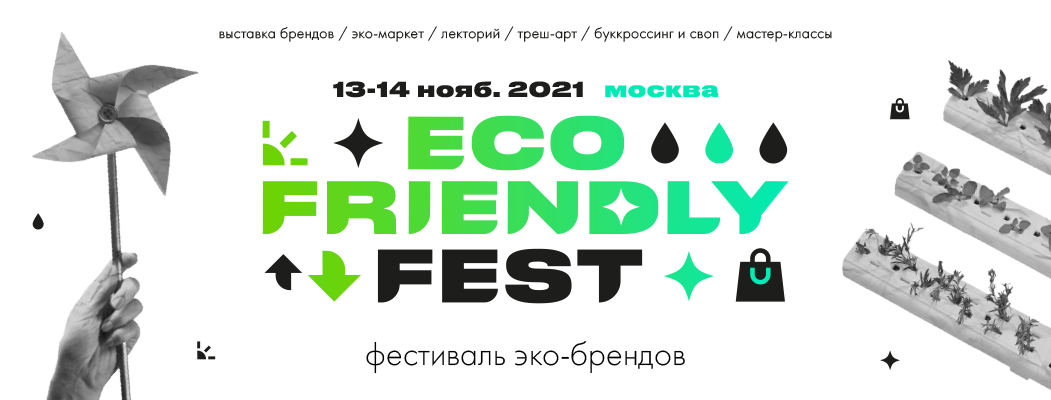 выставка брендов / эко-маркет / лекторий / треш-арт / буккроссинг и своп / мастер-классы
13-14 нояб. 2021 москва
ECO
FRIENDLY
FEST
фестиваль эко-брендов